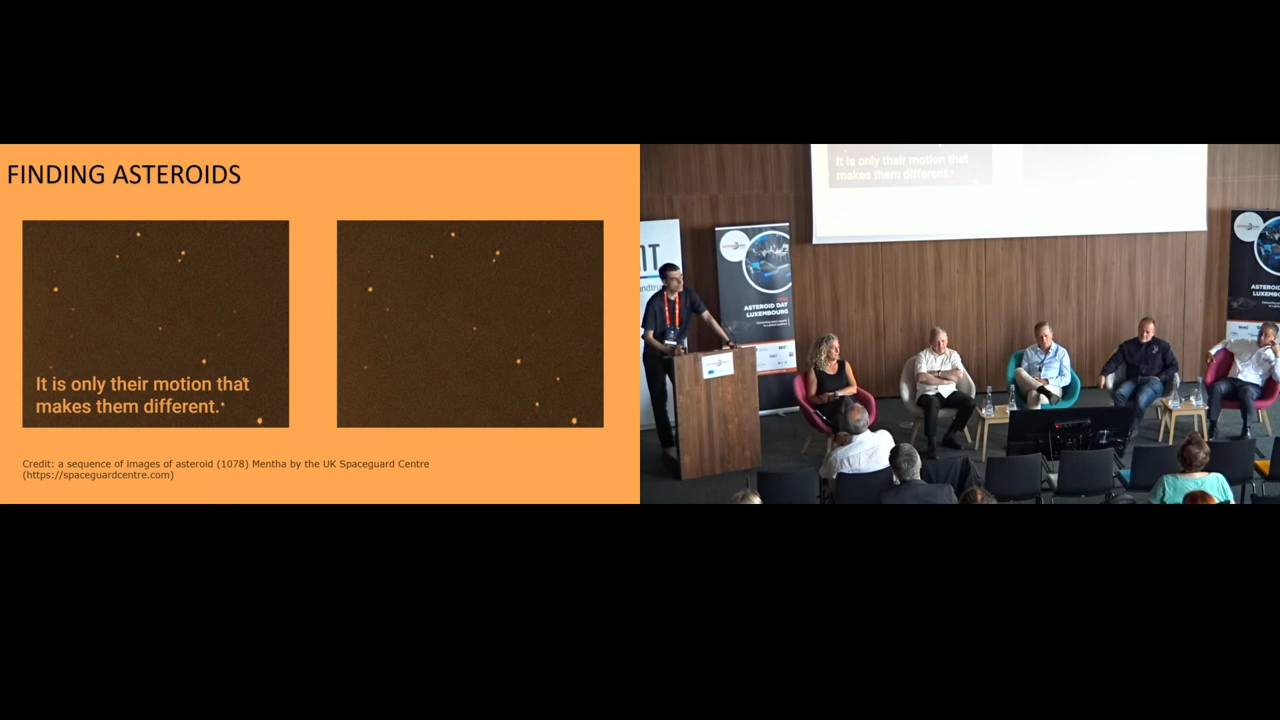 FINDING ASTEROIDS
It is only their motion that
makes them different.
Credit: a sequence of images of asteroid (1078) Mentha by the UK Spaceguard Centre
(https://spaceguardcentre.com)
It is only their motion that
makes them different.
ASTEROID DAY
LUXEMBOURG
ASTEROID
LUXEMB